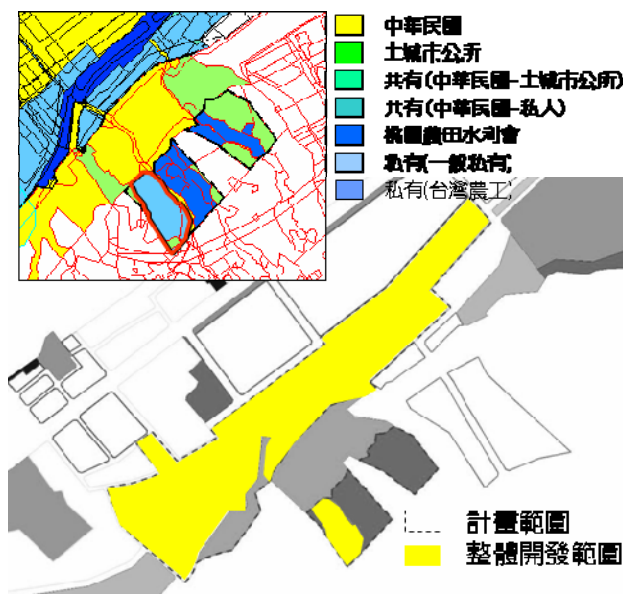 中華民國
土城市公所
共有(中華民國-土城市公所)
共有(中華民國-私人)
桃園農田水利會
私有(一般私有)
私有(台灣農工)
計畫範圍
整體開發範圍